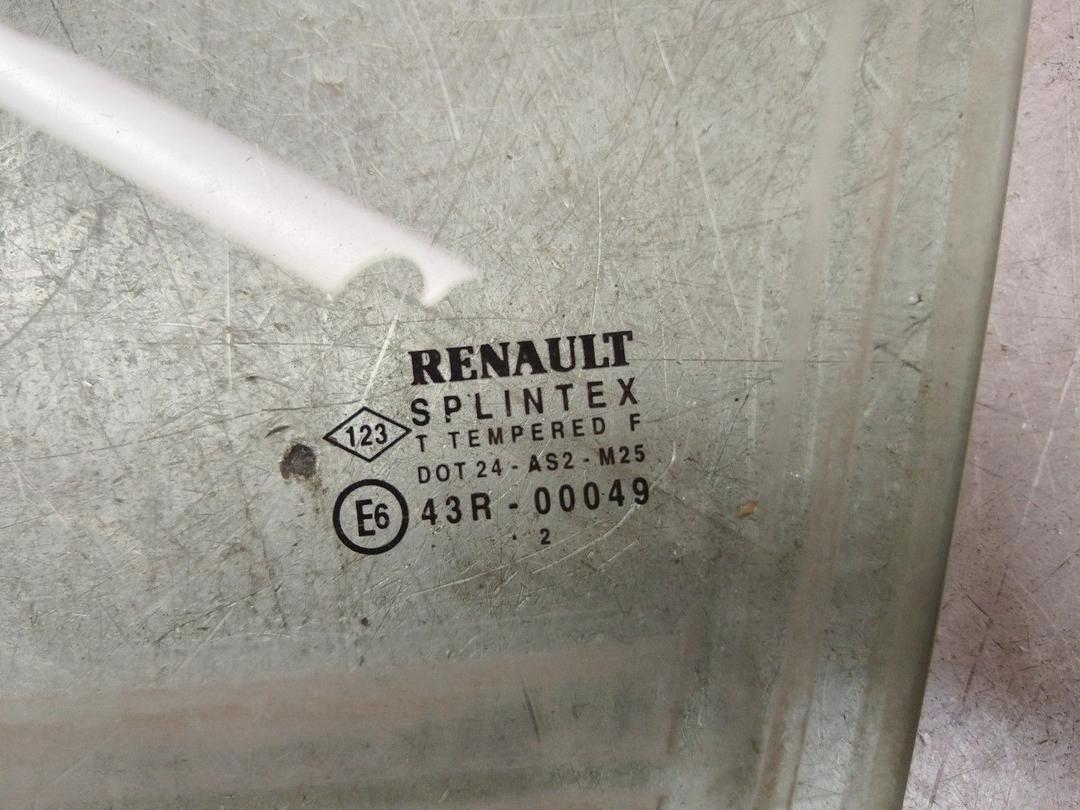 RENAULT
SPLINTEX
123
T TEMPERED F
DOT 24 - AS2 - M25
E6 43R - 00049
. 2